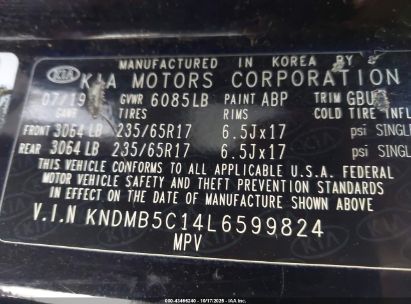 MANUFACTURED IN KOREA BY
KIA KIA MOTORS CORPORATION
07/19 GVWR 6085LB PAINT ABP TRIM GBU
GAWR TIRES RIMS COLD TIRE INFL
FRONT 3064 LB 235/65R17 6.5Jx17 psi SINGL
REAR 3064 LB 235/65R17 6.5Jx17 psi SINGL
THIS VEHICLE CONFORMS TO ALL APPLICABLE U.S.A. FEDERAL
MOTOR VEHICLE SAFETY AND THEFT PREVENTION STANDARDS
IN EFFECT ON THE DATE OF MANUFACTURE SHOWN ABOVE.
V.I.N KNDMB5C14L6599824
MPV